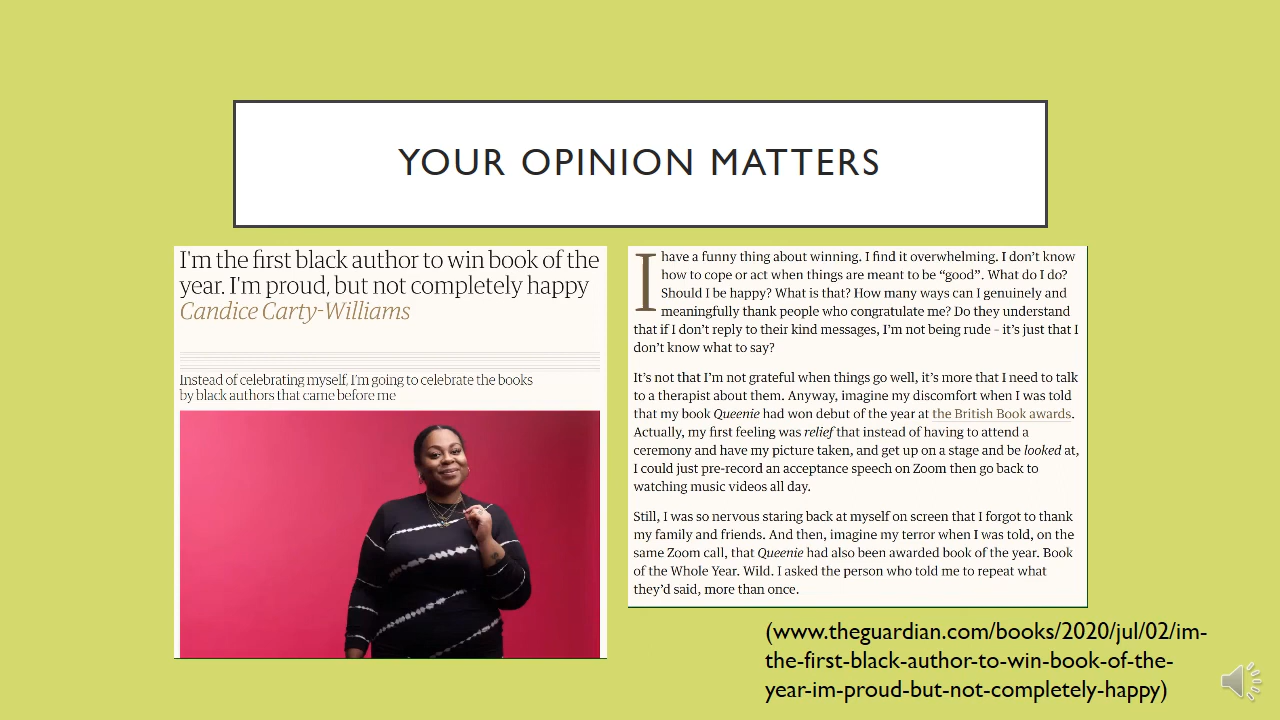 YOUR OPINION MATTERS
I'm the first black author to win book of the
year. I'm proud, but not completely happy
Candice Carty-Williams
Instead of celebrating myself, I'm going to celebrate the books
by black authors that came before me
I have a funny thing about winning. I find it overwhelming. I don't know
how to cope or act when things are meant to be “good”. What do I do?
Should I be happy? What is that? How many ways can I genuinely and
meaningfully thank people who congratulate me? Do they understand
that if I don't reply to their kind messages, I'm not being rude – it's just that I
don't know what to say?
It's not that I'm not grateful when things go well, it's more that I need to talk
to a therapist about them. Anyway, imagine my discomfort when I was told
that my book Queenie had won debut of the year at the British Book awards.
Actually, my first feeling was relief that instead of having to attend a
ceremony and have my picture taken, and get up on a stage and be looked at,
I could just pre-record an acceptance speech on Zoom then go back to
watching music videos all day.
Still, I was so nervous staring back at myself on screen that I forgot to thank
my family and friends. And then, imagine my terror when I was told, on the
same Zoom call, that Queenie had also been awarded book of the year. Book
of the Whole Year. Wild. I asked the person who told me to repeat what
they'd said, more than once.
(www.theguardian.com/books/2020/jul/02/im-
the-first-black-author-to-win-book-of-the-
year-im-proud-but-not-completely-happy)